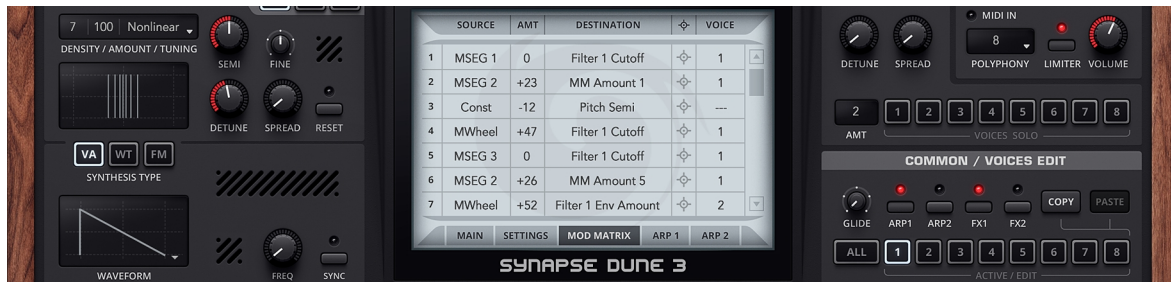 7 100 Nonlinear
DENSITY / AMOUNT / TUNING
SEMI FINE
DETUNE SPREAD RESET
VA WT FM
SYNTHESIS TYPE
WAVEFORM
FREQ SYNC
SOURCE AMT DESTINATION VOICE
1 MSEG 1 0 Filter 1 Cutoff 1
2 MSEG 2 +23 MM Amount 1 1
3 Const -12 Pitch Semi ---
4 MWheel +47 Filter 1 Cutoff 1
5 MSEG 3 0 Filter 1 Cutoff 1
6 MSEG 2 +26 MM Amount 5 1
7 MWheel +52 Filter 1 Env Amount 2
MAIN SETTINGS MOD MATRIX ARP 1 ARP 2
SYNAPSE DUNE 3
MIDI IN
8
DETUNE SPREAD POLYPHONY LIMITER VOLUME
2 1 2 3 4 5 6 7 8
AMT VOICES SOLO
COMMON / VOICES EDIT
COPY PASTE
GLIDE ARP1 ARP2 FX1 FX2
ALL 1 2 3 4 5 6 7 8
ACTIVE / EDIT